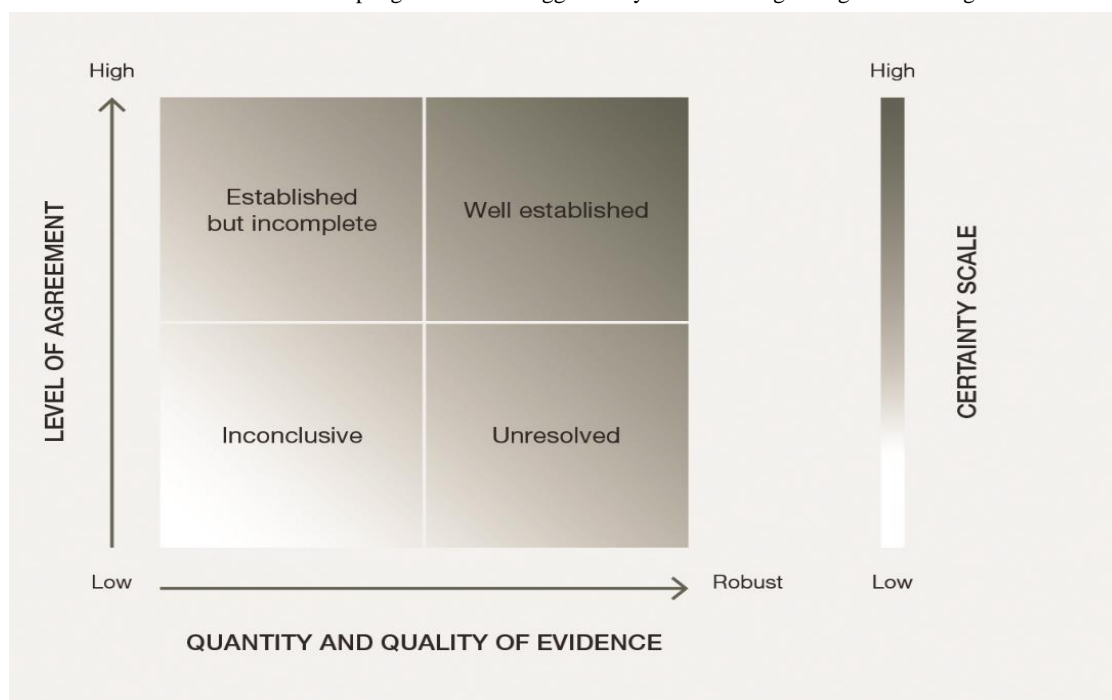 High
High
Established
but incomplete
Well established
LEVEL OF AGREEMENT
CERTAINTY SCALE
Inconclusive
Unresolved
Low
Robust
Low
QUANTITY AND QUALITY OF EVIDENCE